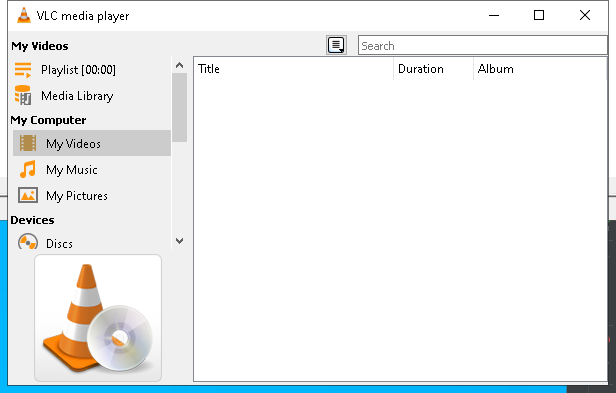 VLC media player
My Videos
Search
Playlist [00:00]
Media Library
My Computer
My Videos
My Music
My Pictures
Devices
Discs
Title Duration Album